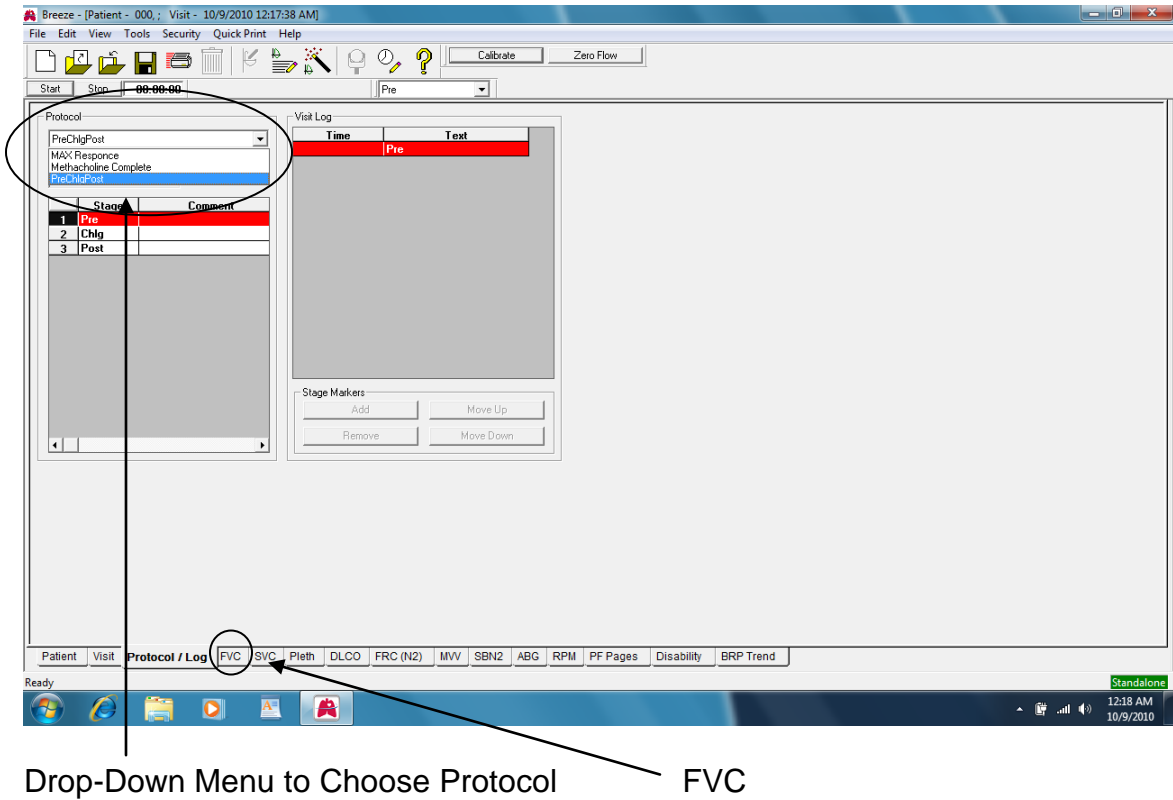 Breeze - [Patient - 000, ; Visit - 10/9/2010 12:17:38 AM]
File Edit View Tools Security Quick Print Help
Calibrate Zero Flow
Start Stop 00:00:00 Pre
Protocol
PreChlgPost
MAX Responce
Methacholine Complete
PreChlgPost
Stage Comment
1 Pre
2 Chlg
3 Post
Visit Log
Time Text
Pre
Stage Markers
Add Move Up
Remove Move Down
Patient Visit Protocol / Log FVC SVC Pleth DLCO FRC (N2) MVV SBN2 ABG RPM PF Pages Disability BRP Trend
Ready Standalone
12:18 AM
10/9/2010
Drop-Down Menu to Choose Protocol FVC